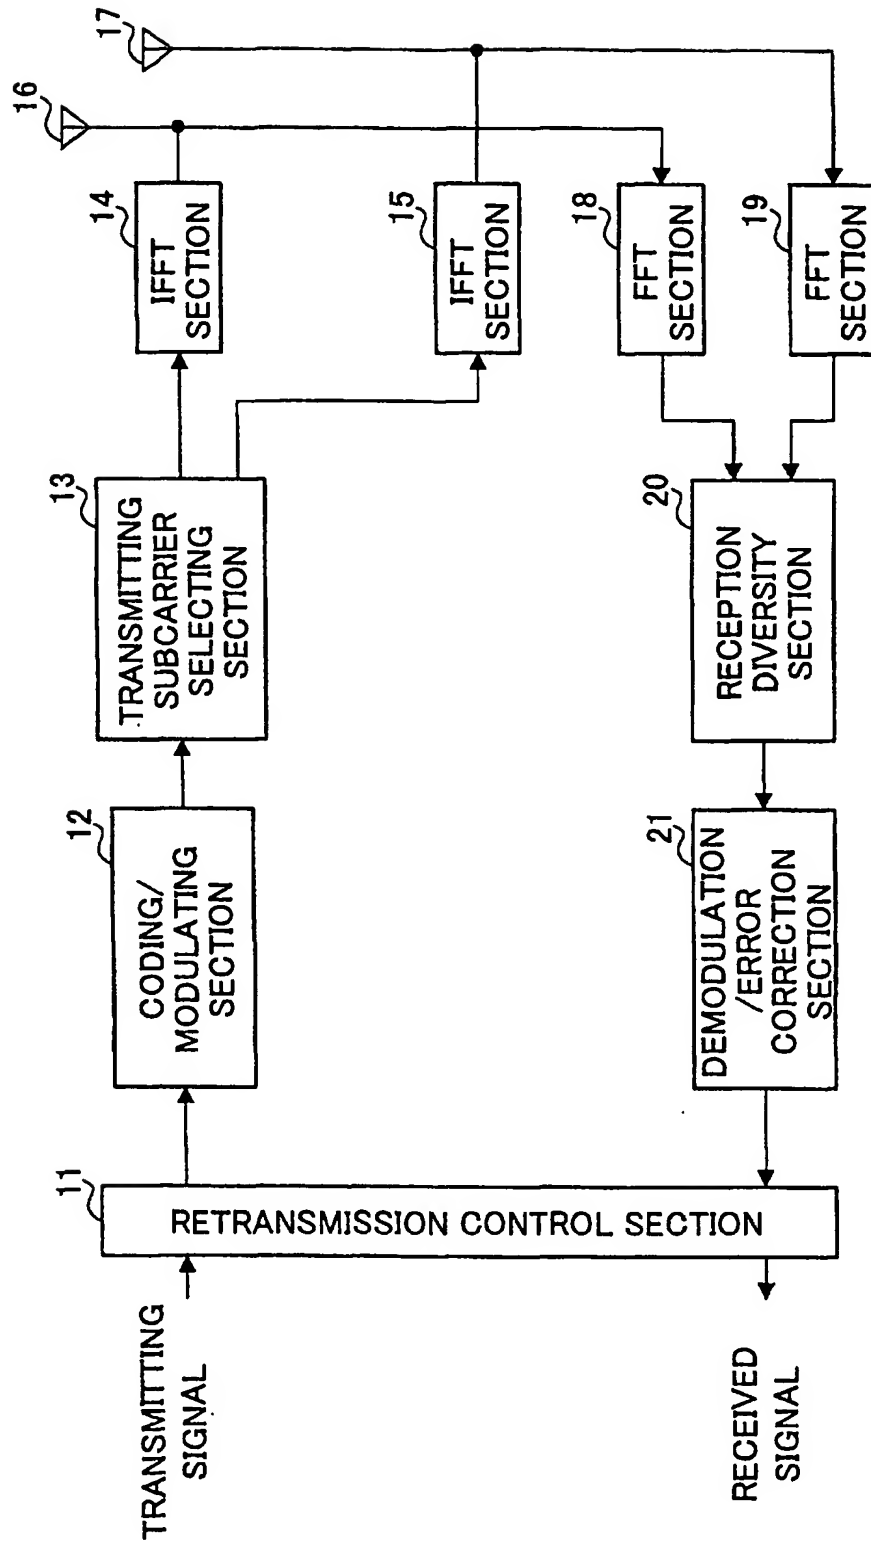 TRANSMITTING
SIGNAL
RECEIVED
SIGNAL
11
RETRANSMISSION CONTROL SECTION
12
CODING/
MODULATING
SECTION
13
TRANSMITTING
SUBCARRIER
SELECTING
SECTION
14
IFFT
SECTION
15
IFFT
SECTION
16
17
18
FFT
SECTION
19
FFT
SECTION
20
RECEPTION
DIVERSITY
SECTION
21
DEMODULATION
/ERROR
CORRECTION
SECTION